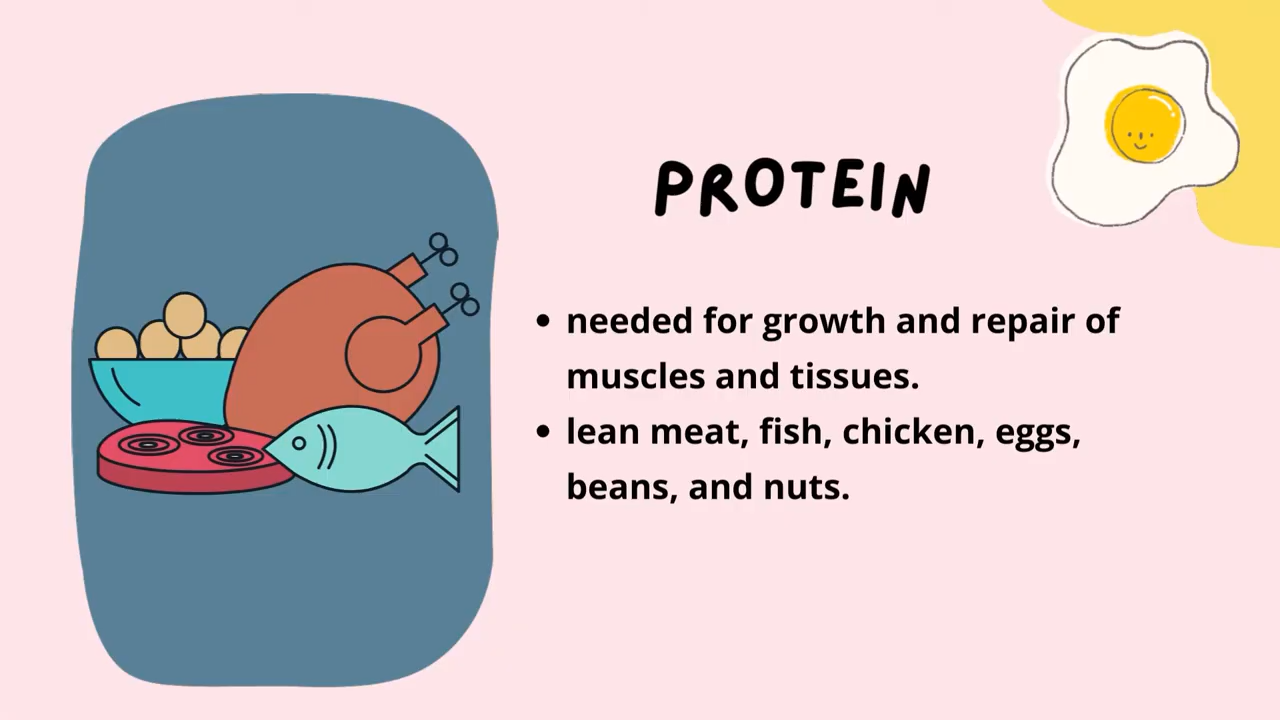 PROTEIN
• needed for growth and repair of
muscles and tissues.
• lean meat, fish, chicken, eggs,
beans, and nuts.